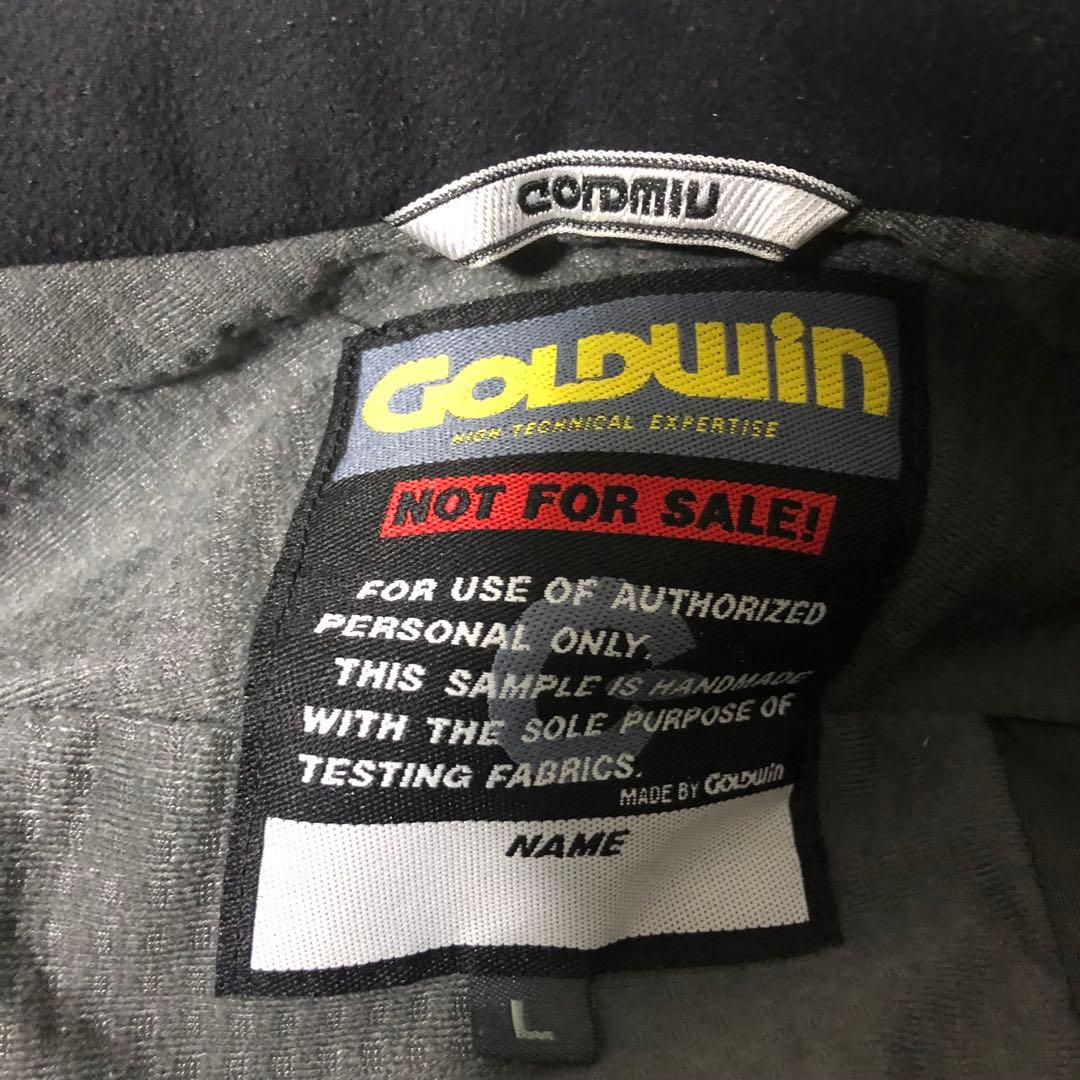 GOLDWIN
GOLDWIN
HIGH TECHNICAL EXPERTISE
NOT FOR SALE!
FOR USE OF AUTHORIZED
PERSONAL ONLY.
THIS SAMPLE IS HANDMADE
WITH THE SOLE PURPOSE OF
TESTING FABRICS.
MADE BY GOLDWIN
NAME
L